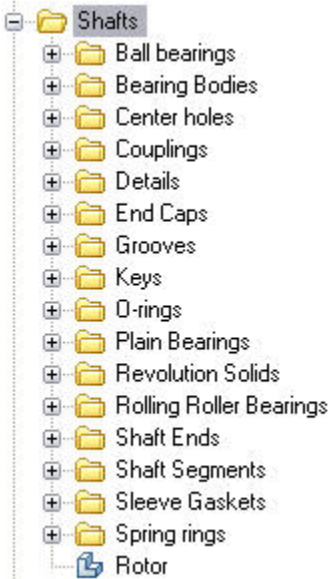 Shafts
Ball bearings
Bearing Bodies
Center holes
Couplings
Details
End Caps
Grooves
Keys
O-rings
Plain Bearings
Revolution Solids
Rolling Roller Bearings
Shaft Ends
Shaft Segments
Sleeve Gaskets
Spring rings
Rotor